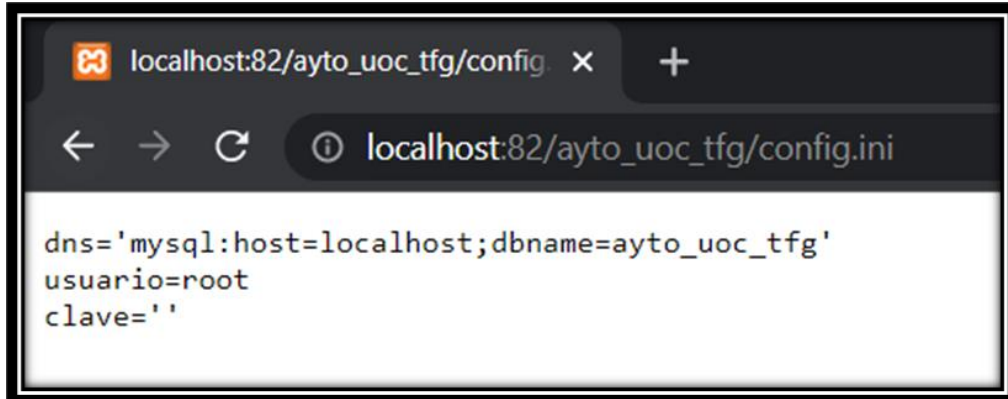 localhost:82/ayto_uoc_tfg/config.
localhost:82/ayto_uoc_tfg/config.ini
dns='mysql:host=localhost;dbname=ayto_uoc_tfg'
usuario=root
clave=''